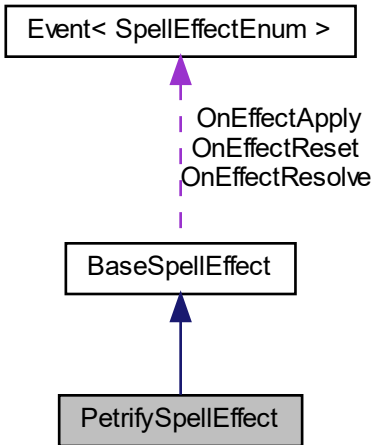 Event< SpellEffectEnum >
OnEffectApply
OnEffectReset
OnEffectResolve
BaseSpellEffect
PetrifySpellEffect